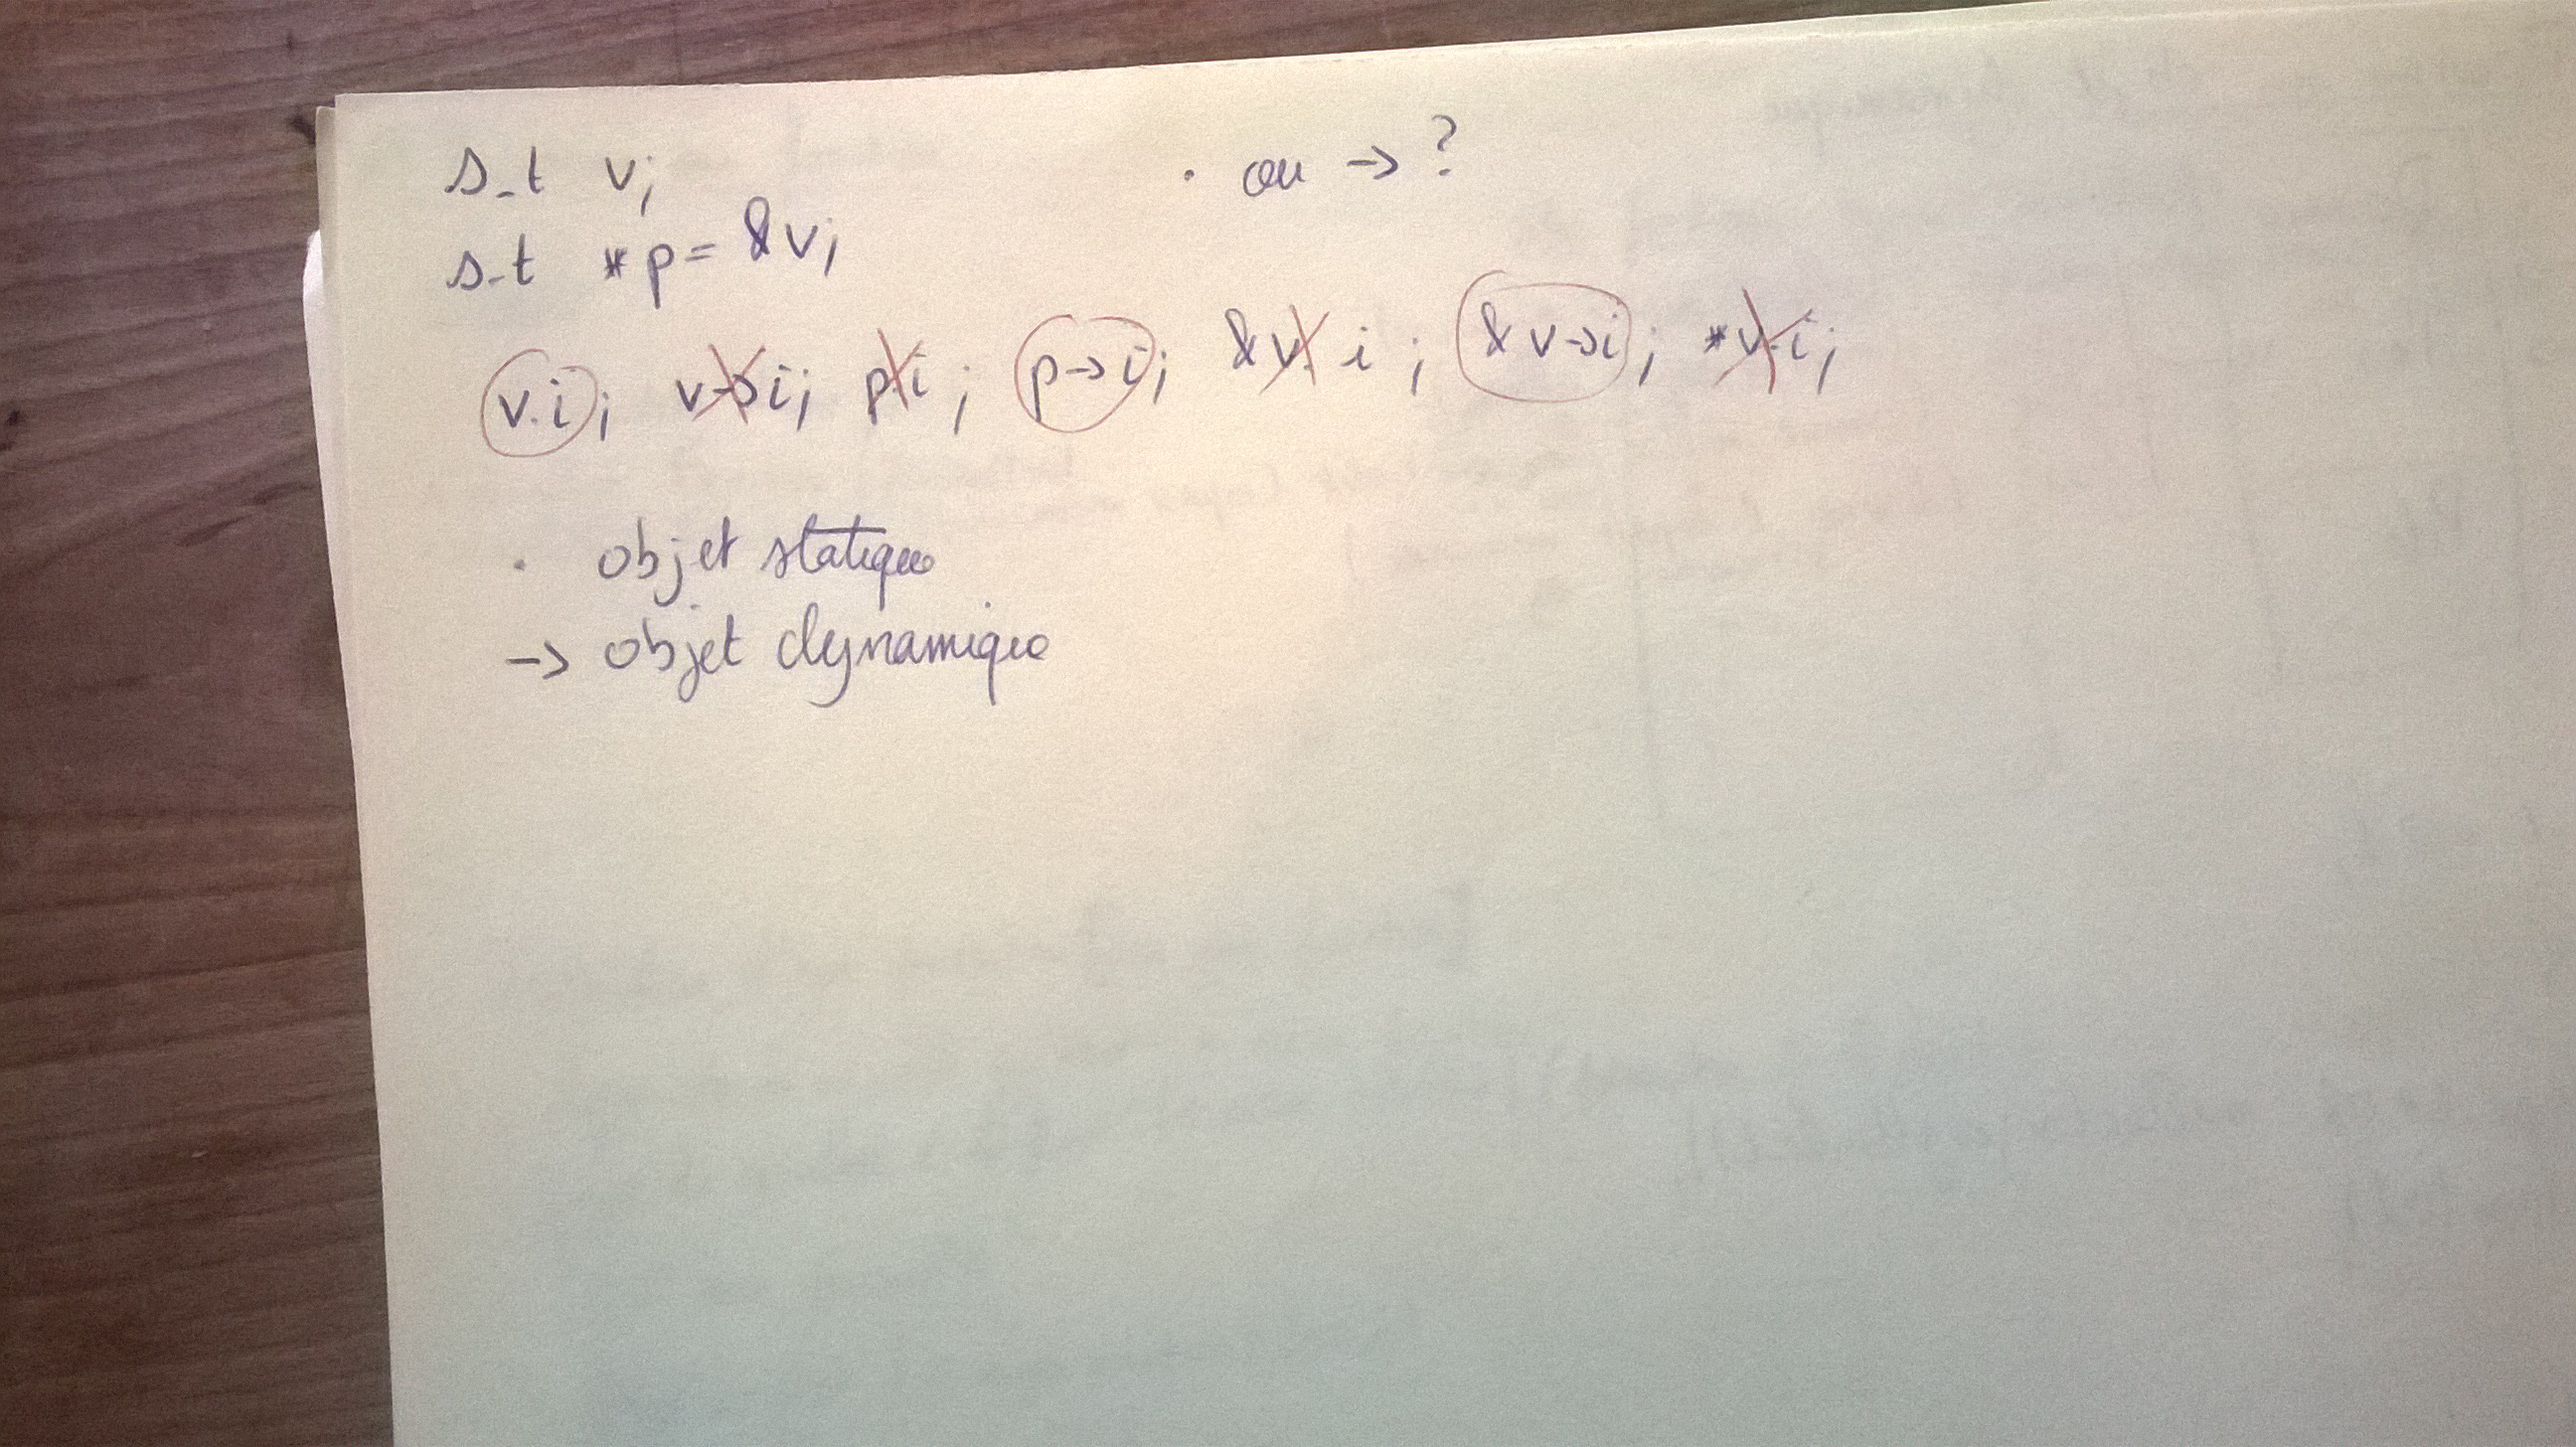 s_t v; . ou -> ?
s_t *p = &v;
v.i; v->i; p.i; p->i; &v.i; &v->i; *v.i;
. objet statique
-> objet dynamique